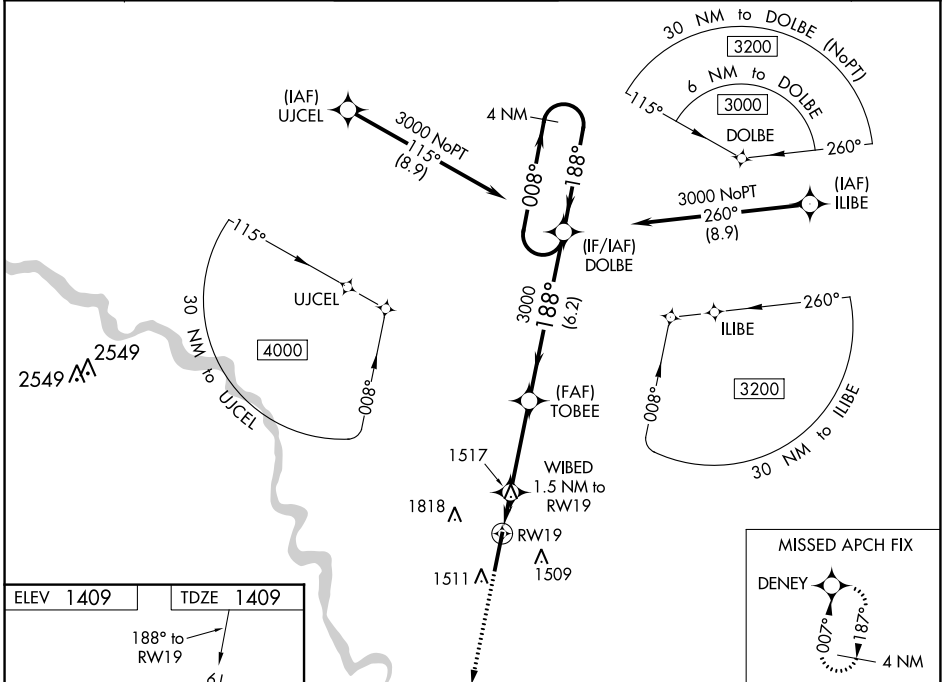 30 NM to DOLBE (NoPT)
3200
6 NM to DOLBE
3000
115°
DOLBE
260°
(IAF)
UJCEL
3000 NoPT
115°
(8.9)
4 NM
008°
188°
(IF/IAF)
DOLBE
3000 NoPT
260°
(8.9)
(IAF)
ILIBE
115°
UJCEL
4000
008°
30 NM to UJCEL
2549
2549
3000
188°
(6.2)
260°
ILIBE
008°
3200
30 NM to ILIBE
(FAF)
TOBEE
1517
WIBED
1.5 NM to
RW19
1818
RW19
1511
1509
MISSED APCH FIX
DENEY
007°
187°
4 NM
ELEV 1409
TDZE 1409
188° to
RW19